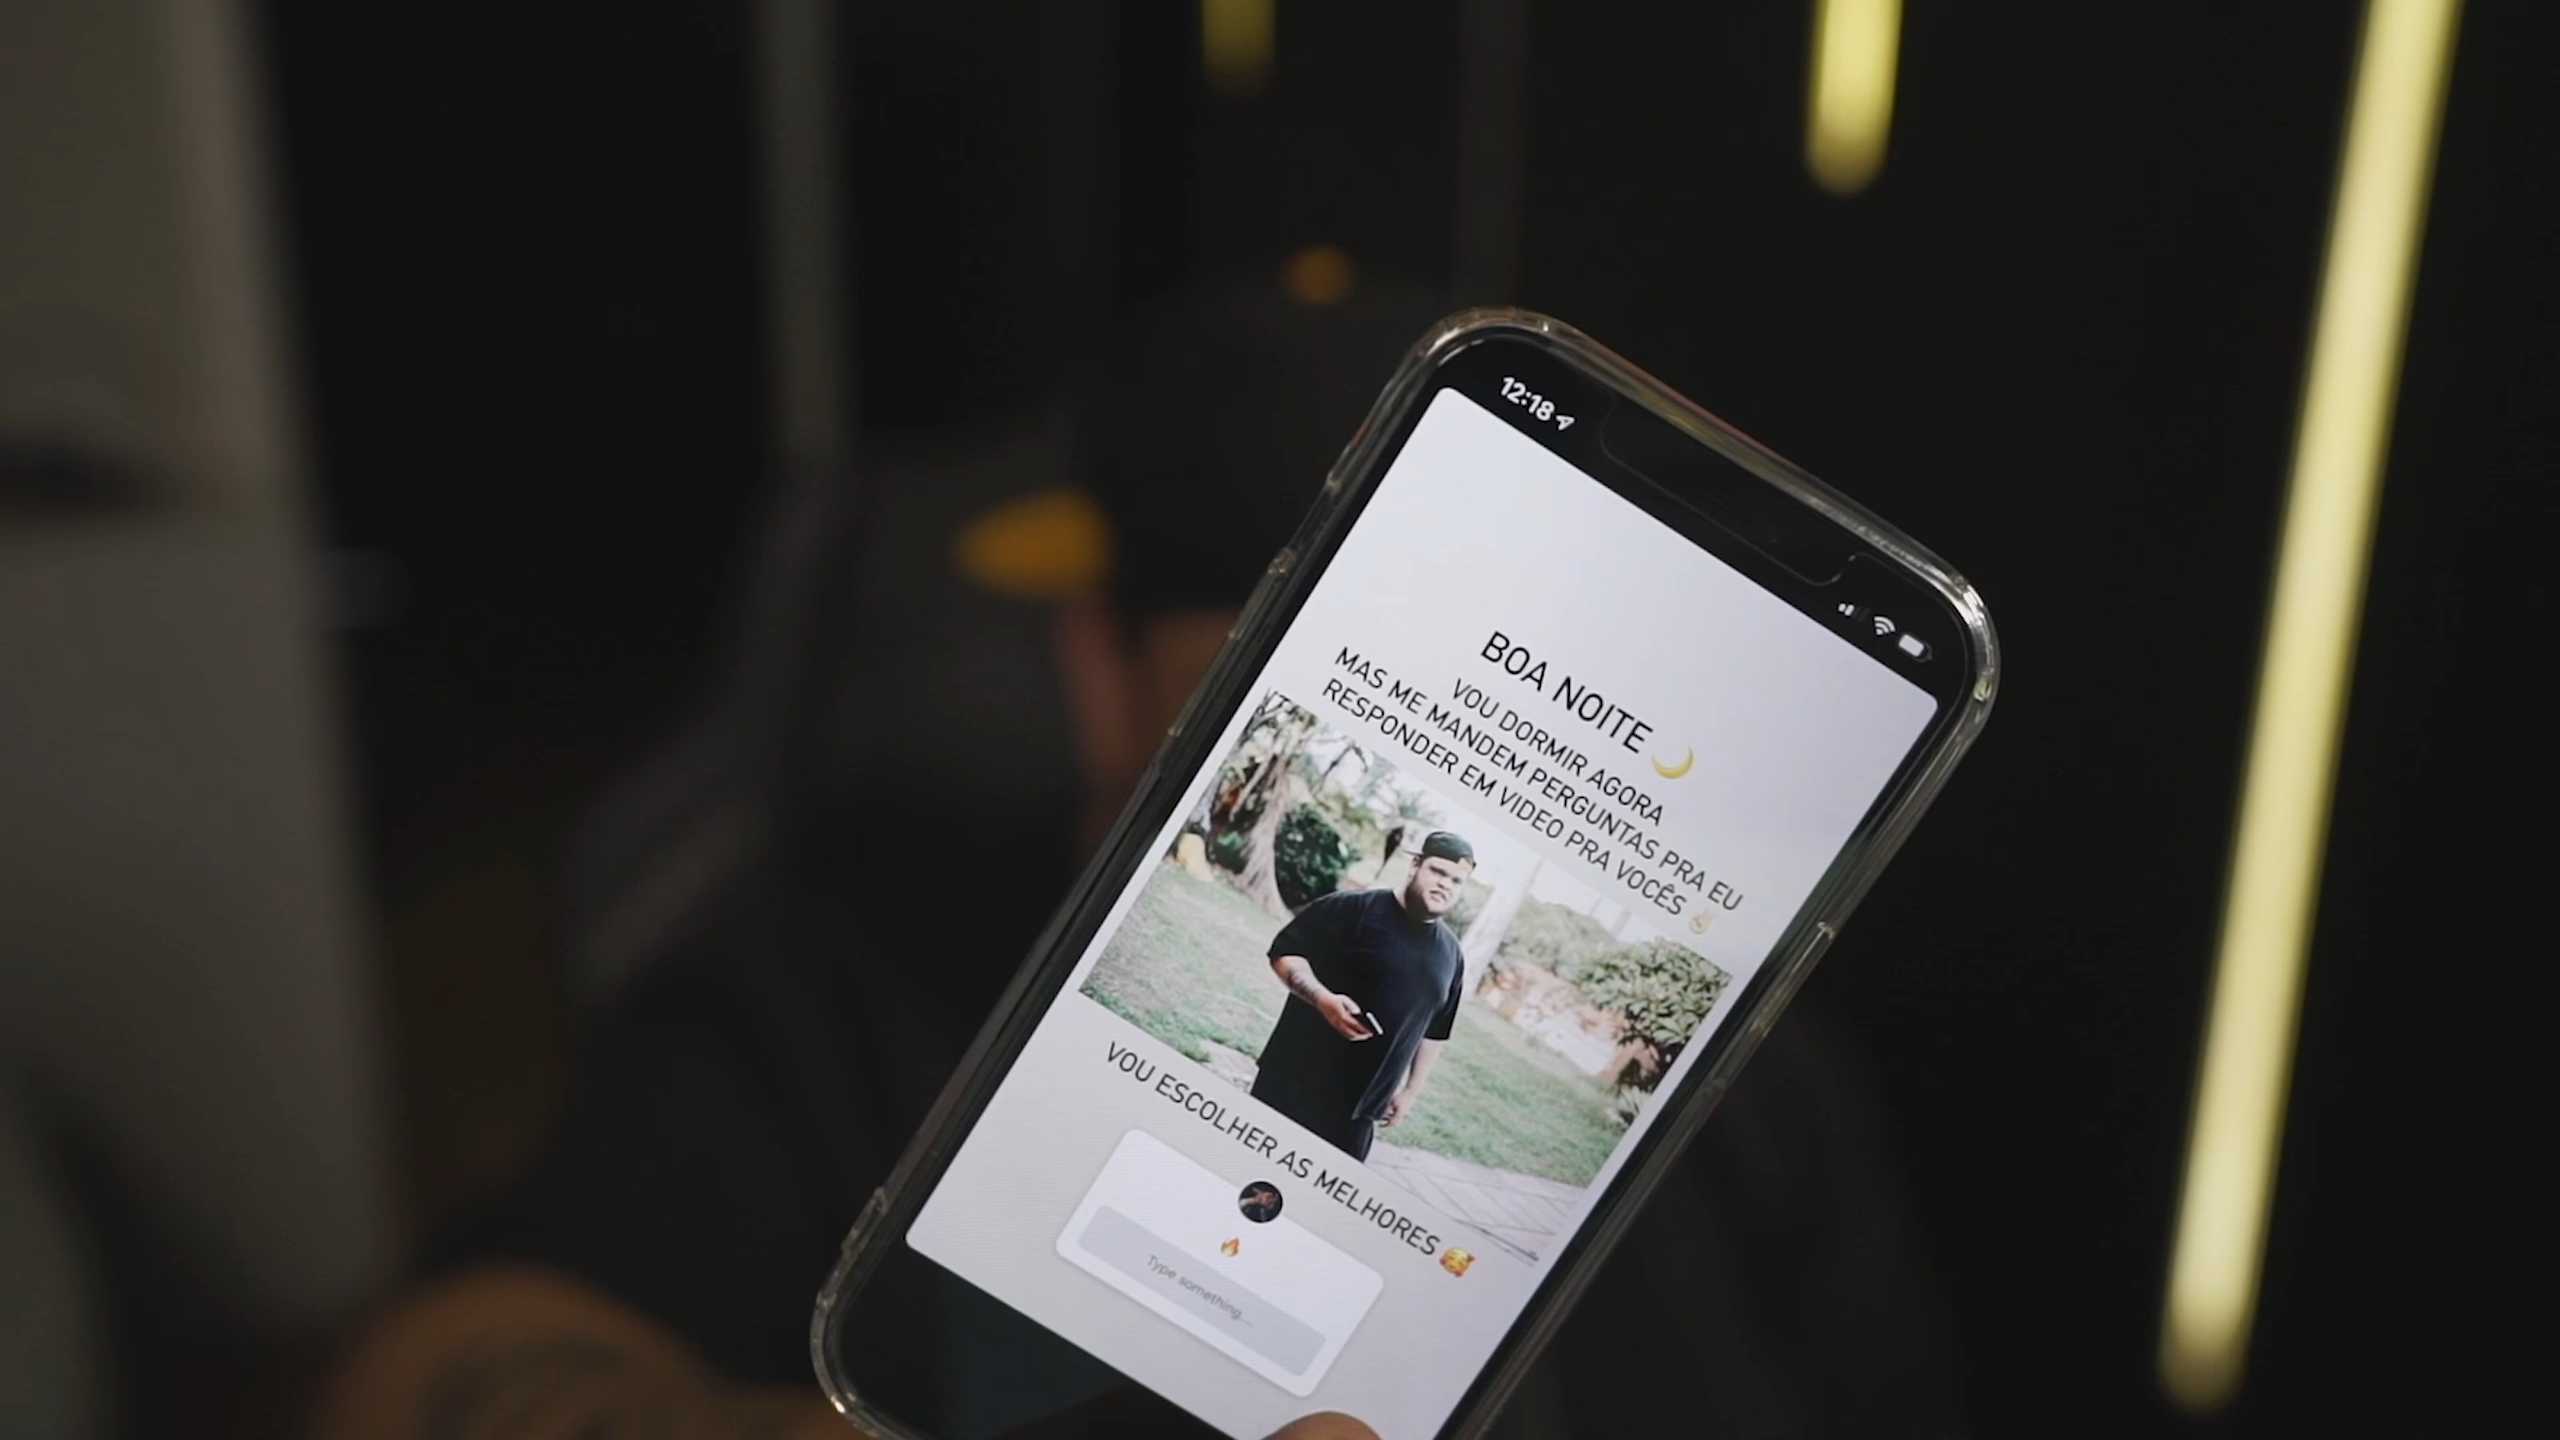 12:18
BOA NOITE 🌙
VOU DORMIR AGORA
MAS ME MANDEM PERGUNTAS PRA EU
RESPONDER EM VIDEO PRA VOCÊS ✌🏻
VOU ESCOLHER AS MELHORES 🥰
🔥
Type something...